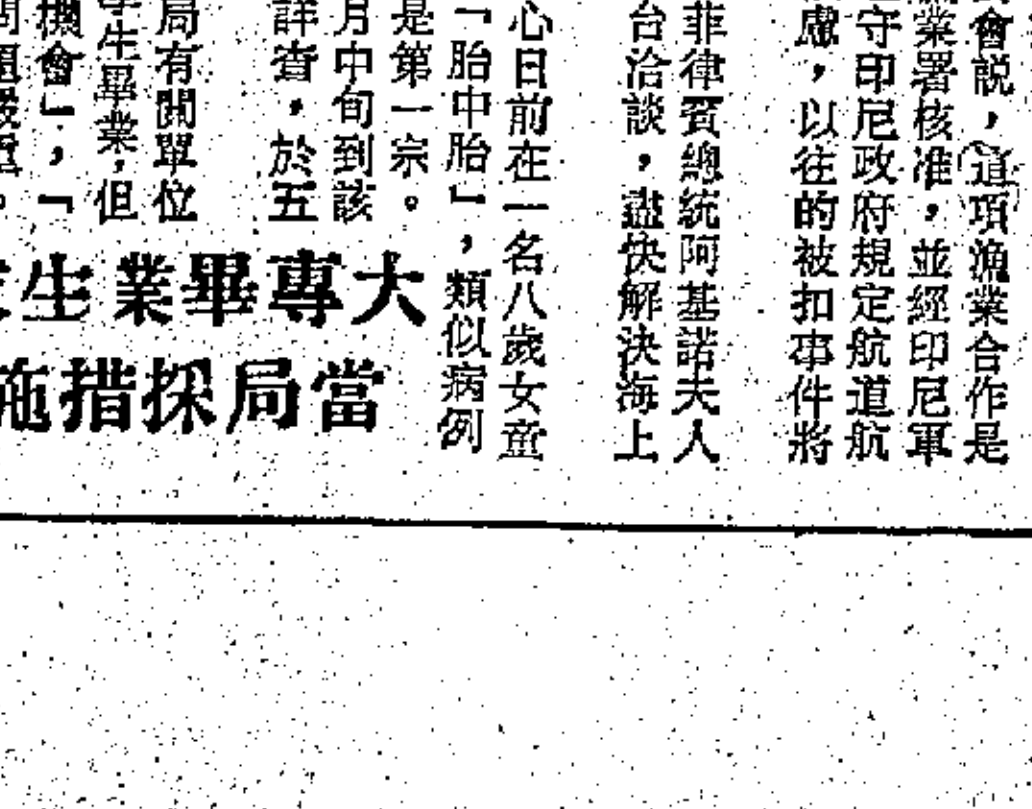 會說，這項漁業合作是
業署核准，並經印尼軍
守印尼政府規定航道航
慮，以往的被扣事件將
菲律賓總統阿基諾夫人
台洽談，盡快解決海上
心日前在一名八歲女童
「胎中胎」，類似病例
是第一宗。
月中旬到該
詳查，於五
大專畢業生
當局採措施
局有關單位
學生畢業，但
機會」，「